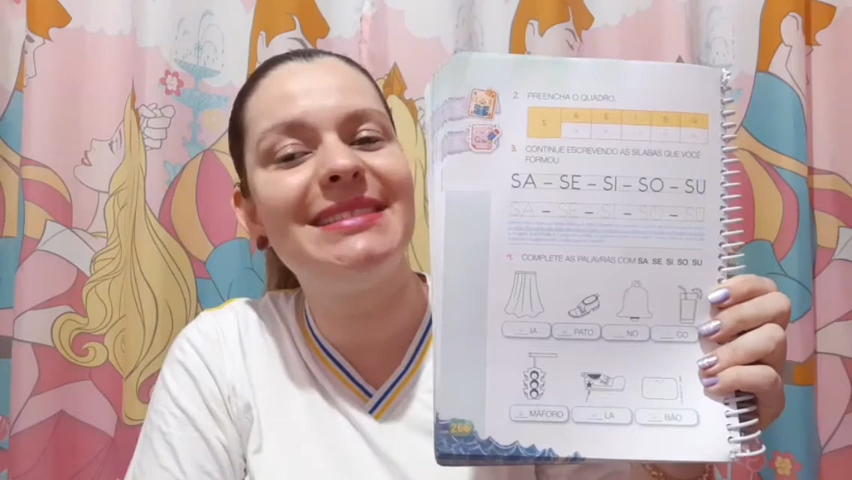 2. PREENCHA O QUADRO.
A E I O U
S
3. CONTINUE ESCREVENDO AS SÍLABAS QUE VOCÊ
FORMOU
SA – SE – SI – SO – SU
SA – SE – SI – SO – SU
COMPLETE AS PALAVRAS COM SA, SE, SI, SO, SU
IA PATO NO CO
MÁFORO LA BÃO
266